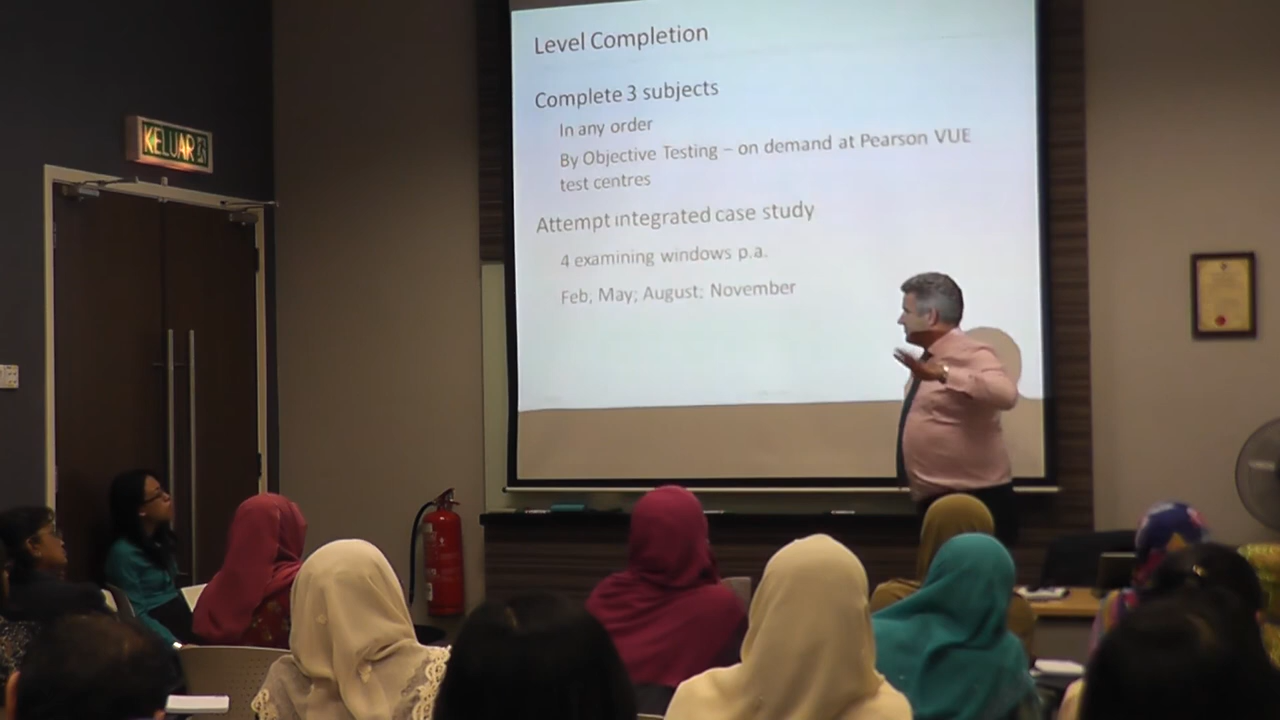 Level Completion
Complete 3 subjects
In any order
By Objective Testing – on demand at Pearson VUE
test centres
Attempt integrated case study
4 examining windows p.a.
Feb, May; August; November
KELUAR